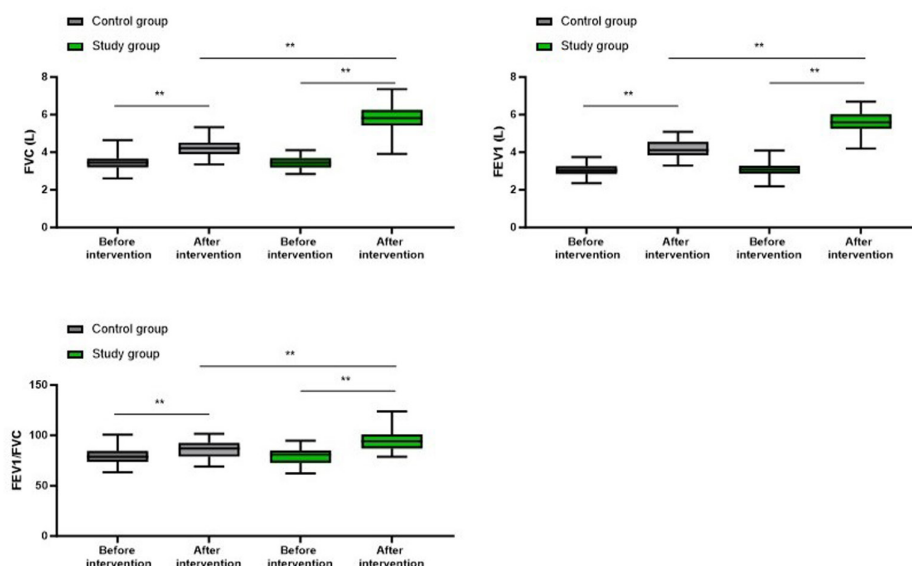 Control group
Study group
**
**
**
FVC (L)
8
6
4
2
0
Before intervention
After intervention
Before intervention
After intervention
Control group
Study group
**
**
**
FEV1 (L)
8
6
4
2
0
Before intervention
After intervention
Before intervention
After intervention
Control group
Study group
**
**
**
FEV1/FVC
150
100
50
0
Before intervention
After intervention
Before intervention
After intervention